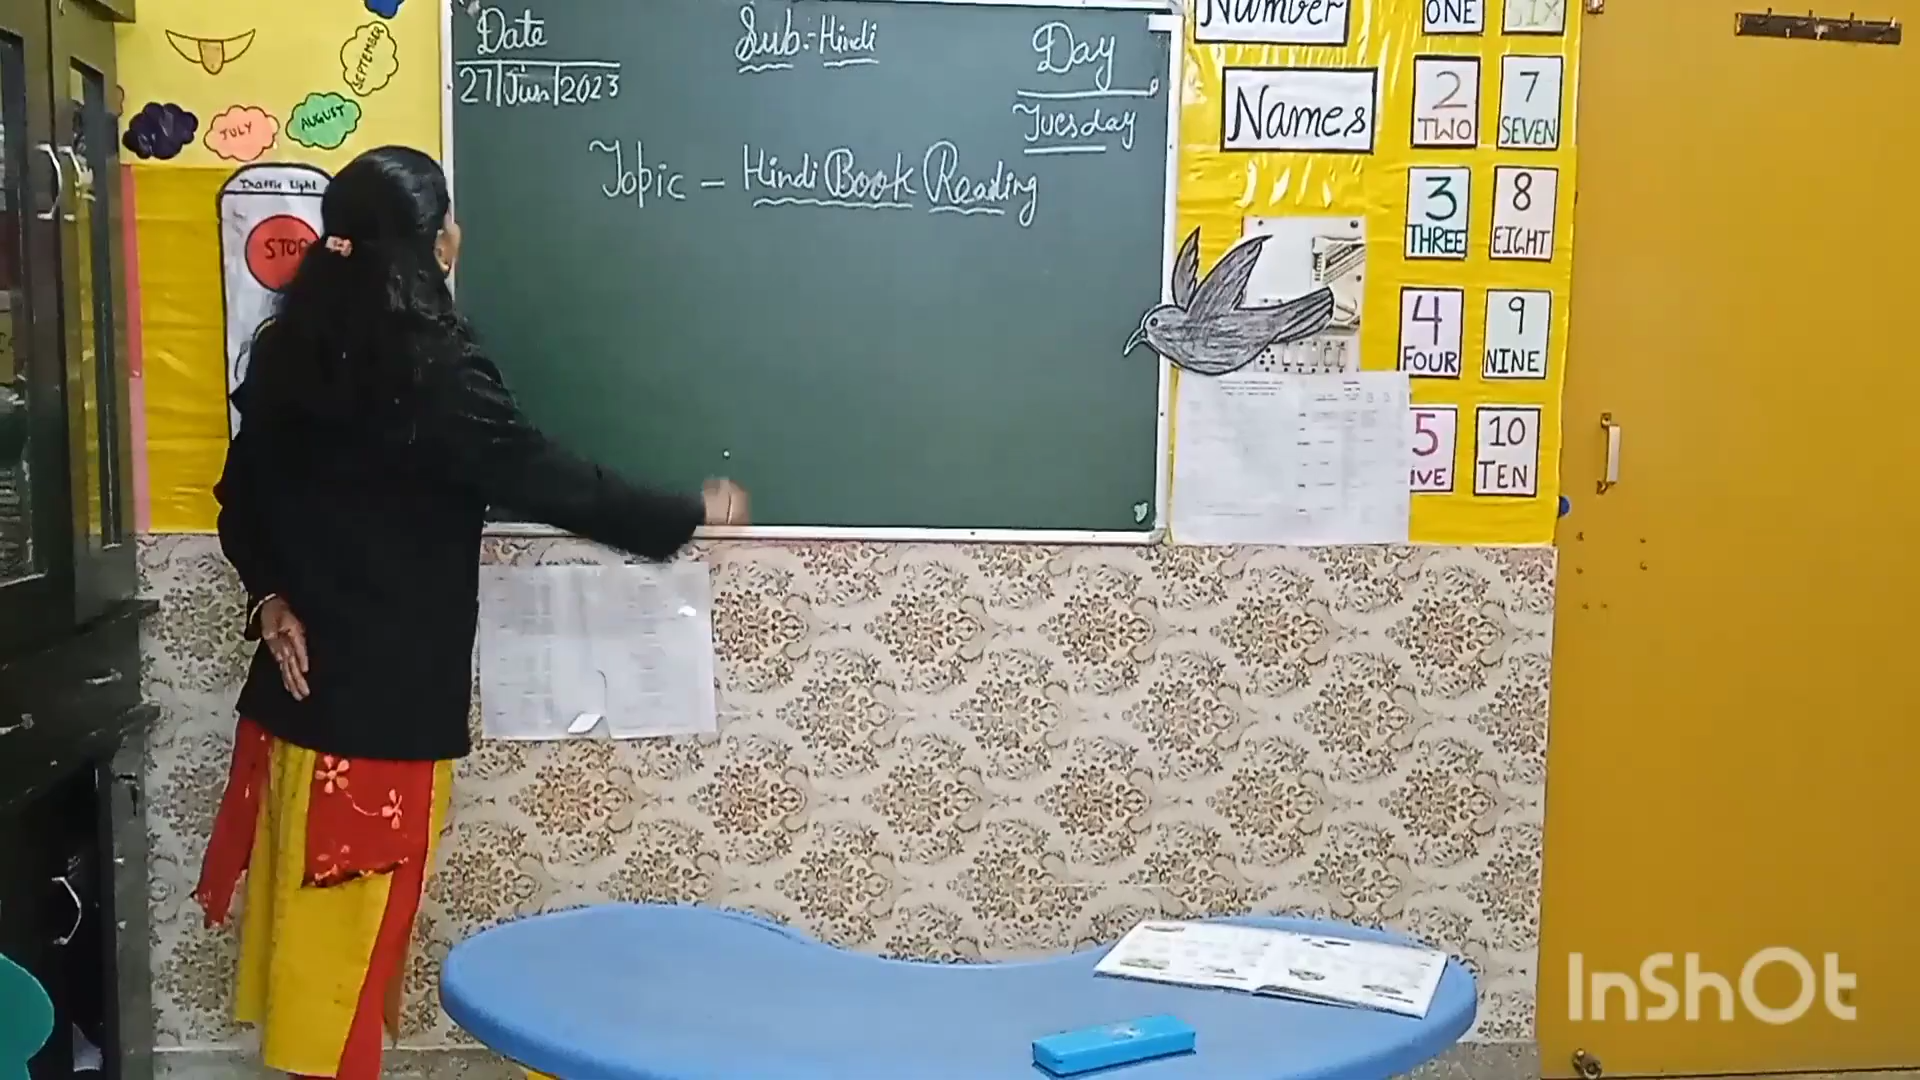 Date
27/Jun/2023
Sub:- Hindi
Day
Tuesday
Topic – Hindi Book Reading
SEPTEMBER
JULY
AUGUST
Traffic Light
STOP
Number
Names
ONE
SIX
2
TWO
7
SEVEN
3
THREE
8
EIGHT
4
FOUR
9
NINE
5
IVE
10
TEN
InShOt